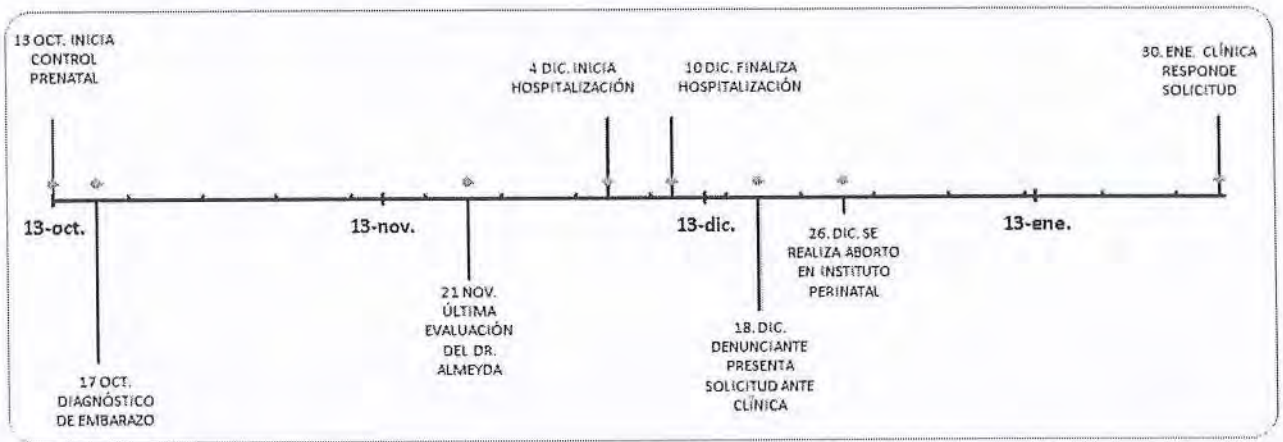 13 OCT. INICIA
CONTROL
PRENATAL
4 DIC. INICIA
HOSPITALIZACIÓN
10 DIC. FINALIZA
HOSPITALIZACIÓN
30. ENE. CLÍNICA
RESPONDE
SOLICITUD
13-oct.
13-nov.
13-dic.
13-ene.
17 OCT.
DIAGNÓSTICO
DE EMBARAZO
21 NOV.
ÚLTIMA
EVALUACIÓN
DEL DR.
ALMEYDA
18. DIC.
DENUNCIANTE
PRESENTA
SOLICITUD ANTE
CLÍNICA
26. DIC. SE
REALIZA ABORTO
EN INSTITUTO
PERINATAL